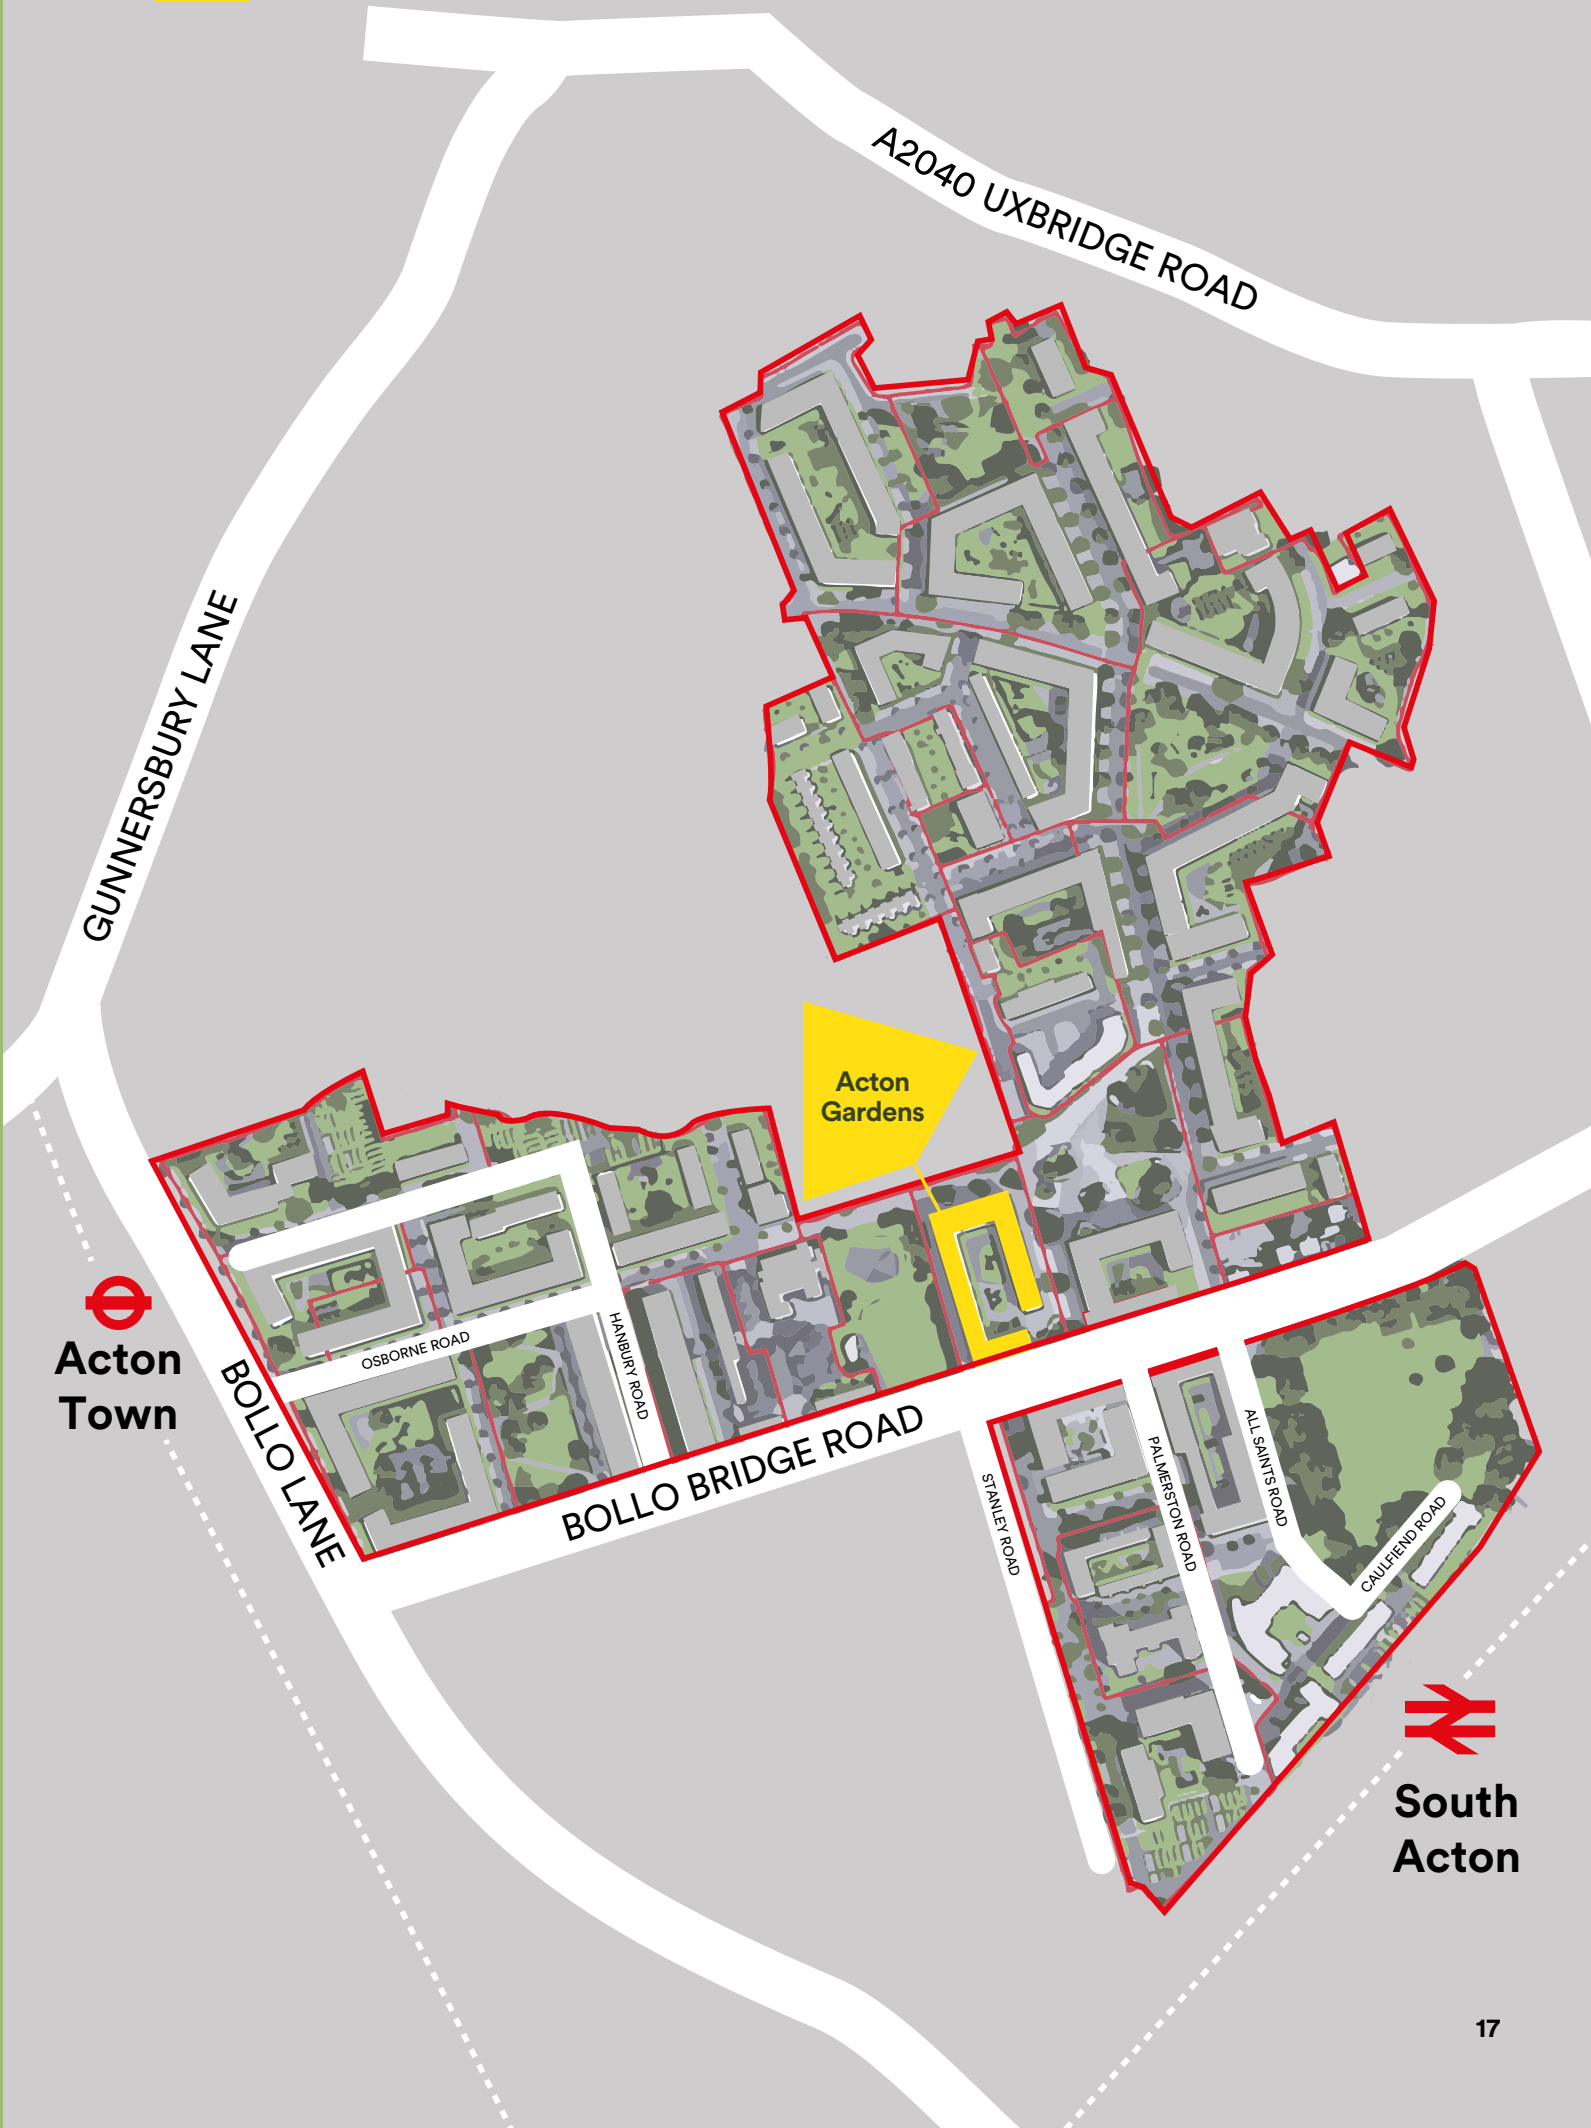 A2040 UXBRIDGE ROAD
GUNNERSBURY LANE
Acton
Gardens
Acton
Town
BOLLO LANE
OSBORNE ROAD
HANBURY ROAD
BOLLO BRIDGE ROAD
STANLEY ROAD
PALMERSTON ROAD
ALL SAINTS ROAD
CAULFIEND ROAD
South
Acton
17